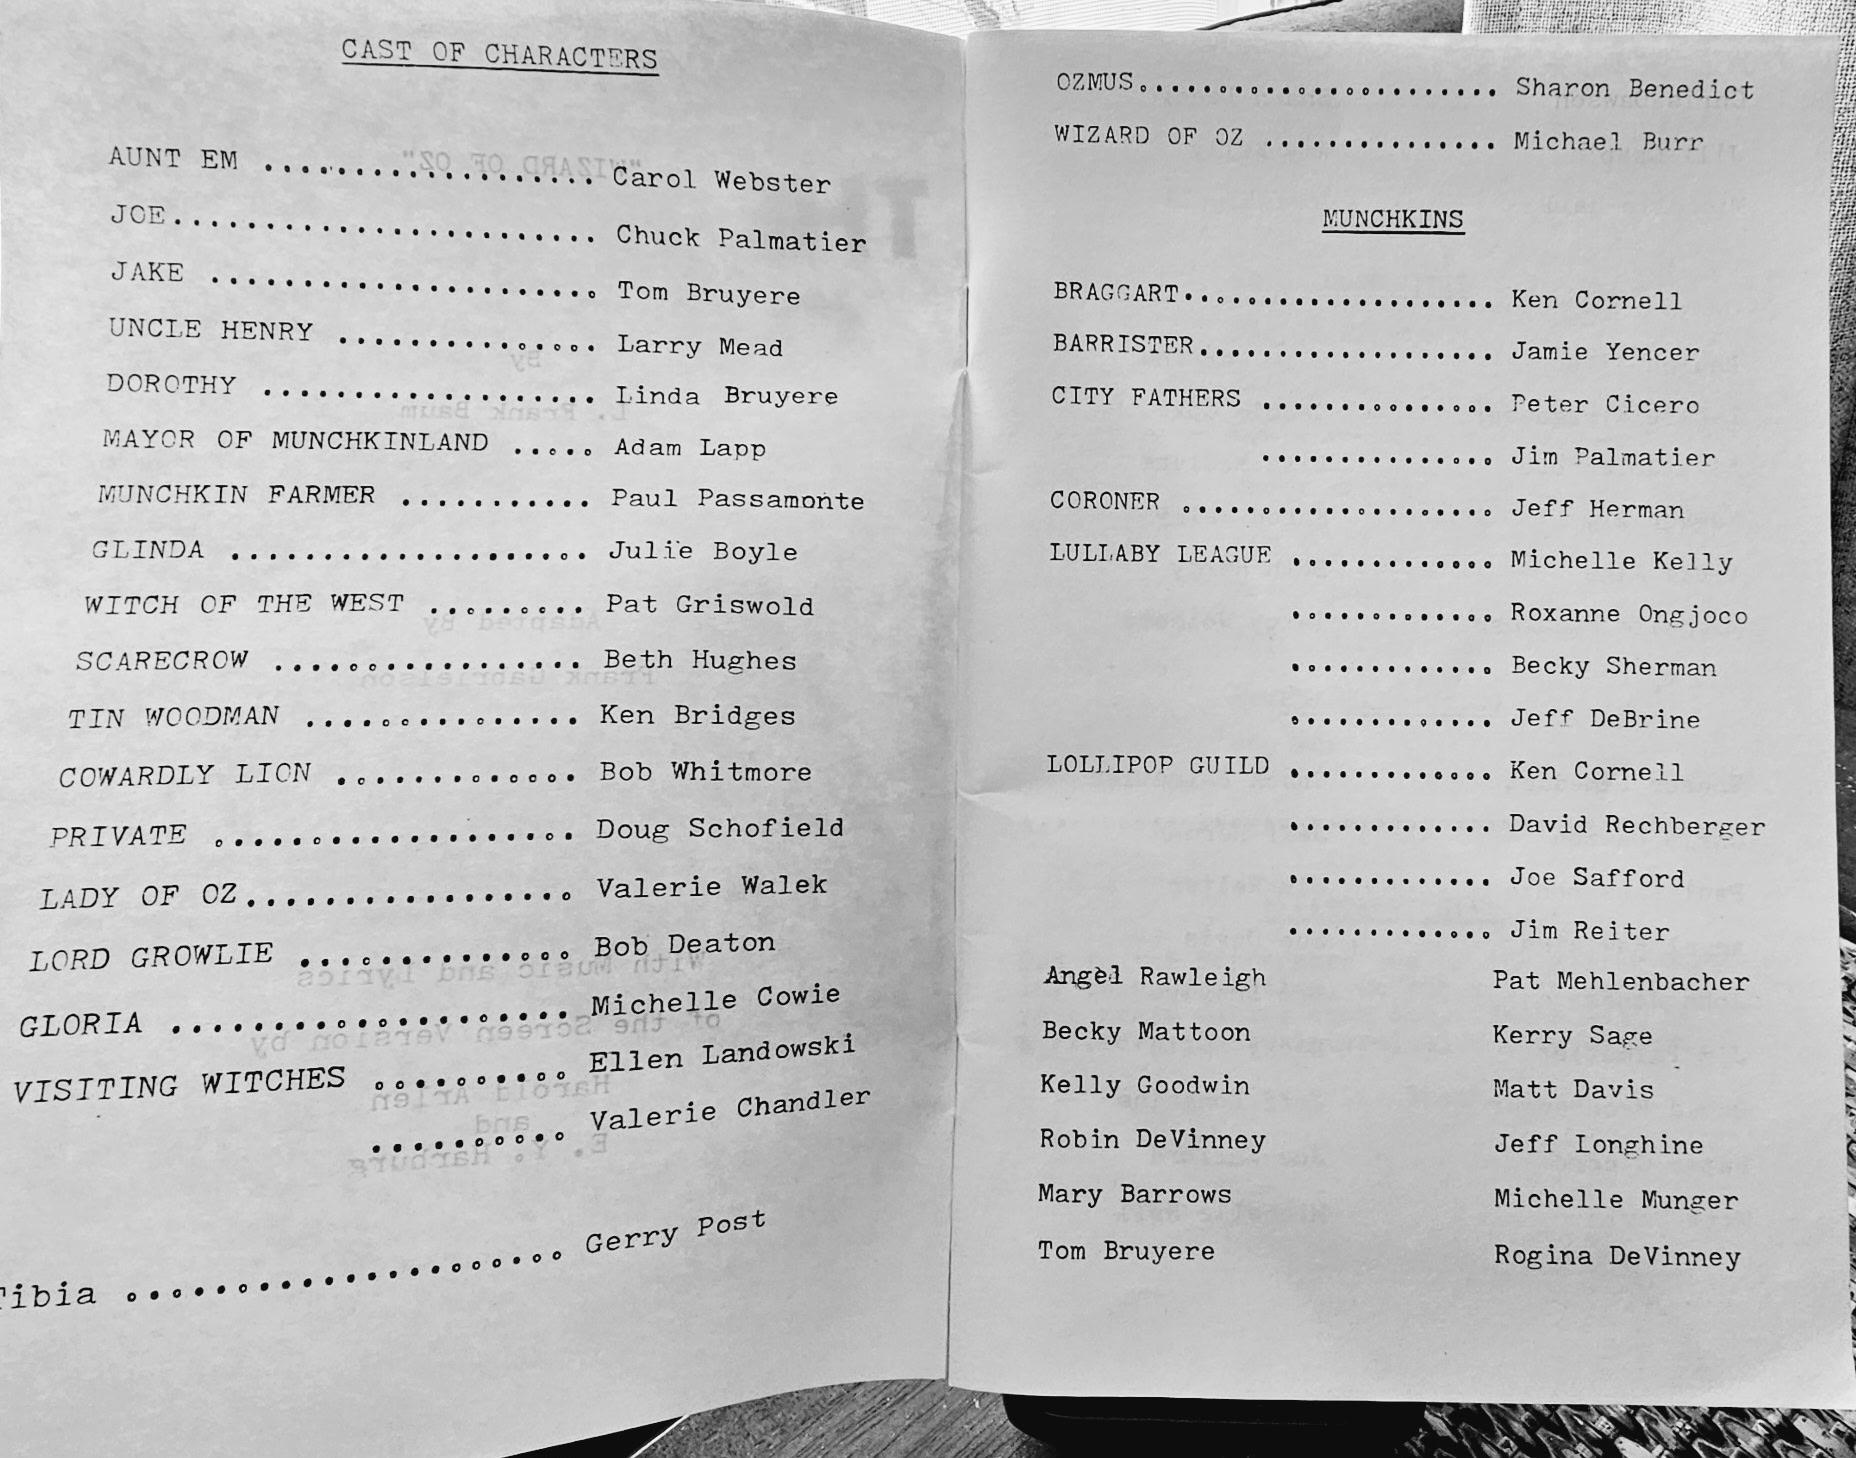 CAST OF CHARACTERS
AUNT EM .................. Carol Webster
JOE....................... Chuck Palmatier
JAKE ..................... Tom Bruyere
UNCLE HENRY .............. Larry Mead
DOROTHY .................. Linda Bruyere
MAYOR OF MUNCHKINLAND ..... Adam Lapp
MUNCHKIN FARMER ........... Paul Passamonte
GLINDA .................... Julie Boyle
WITCH OF THE WEST ......... Pat Griswold
SCARECROW ................. Beth Hughes
TIN WOODMAN ............... Ken Bridges
COWARDLY LION ............. Bob Whitmore
PRIVATE ................... Doug Schofield
LADY OF OZ................. Valerie Walek
LORD GROWLIE .............. Bob Deaton
GLORIA .................... Michelle Cowie
VISITING WITCHES .......... Ellen Landowski
.......... Valerie Chandler
Tibia .................... Gerry Post
OZMUS....................... Sharon Benedict
WIZARD OF OZ ............... Michael Burr
MUNCHKINS
BRAGGART.................... Ken Cornell
BARRISTER................... Jamie Yencer
CITY FATHERS ............... Peter Cicero
............... Jim Palmatier
CORONER .................... Jeff Herman
LULLABY LEAGUE ............. Michelle Kelly
............. Roxanne Ongjoco
............. Becky Sherman
............. Jeff DeBrine
LOLLIPOP GUILD ............. Ken Cornell
............. David Rechberger
............. Joe Safford
............. Jim Reiter
Angel Rawleigh Pat Mehlenbacher
Becky Mattoon Kerry Sage
Kelly Goodwin Matt Davis
Robin DeVinney Jeff Longhine
Mary Barrows Michelle Munger
Tom Bruyere Rogina DeVinney